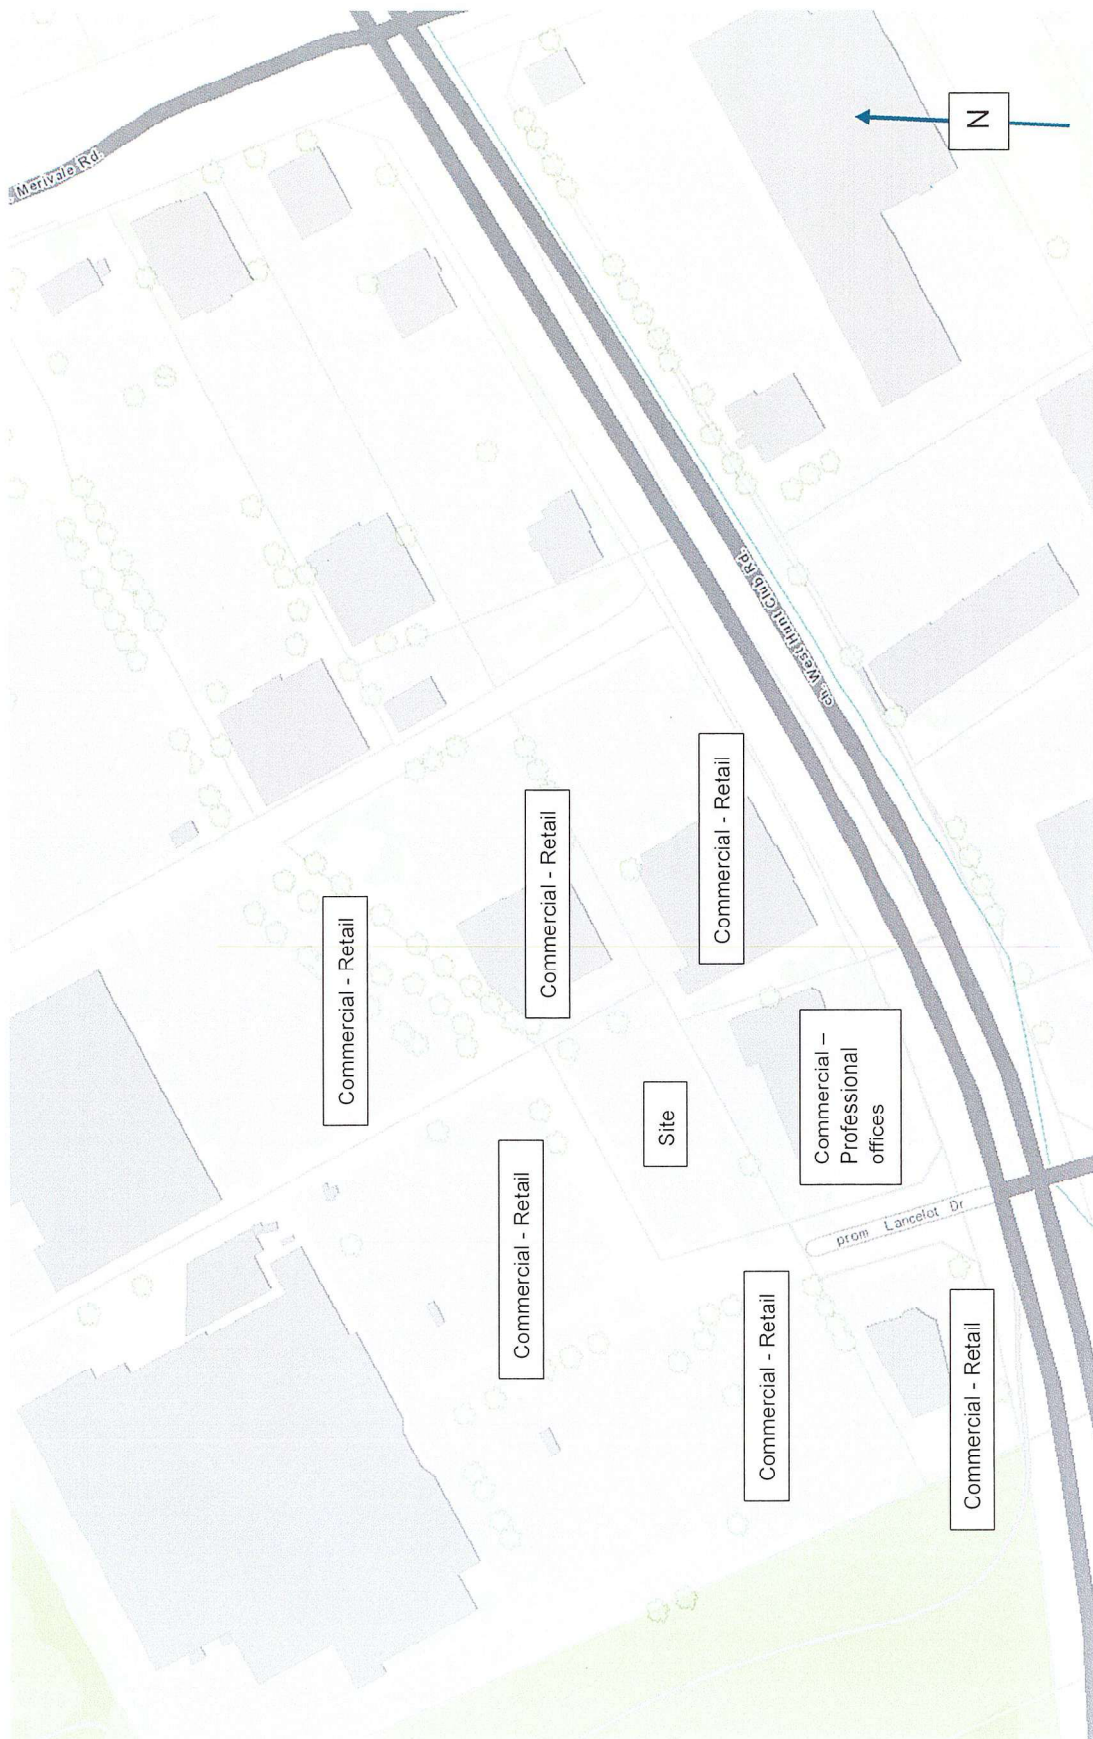 . Merivale Rd.
N
ch. West Hunt Club Rd.
Commercial - Retail
Commercial - Retail
Commercial - Retail
Commercial - Retail
Site
Commercial –
Professional
offices
prom Lancelot Dr
Commercial - Retail
Commercial - Retail